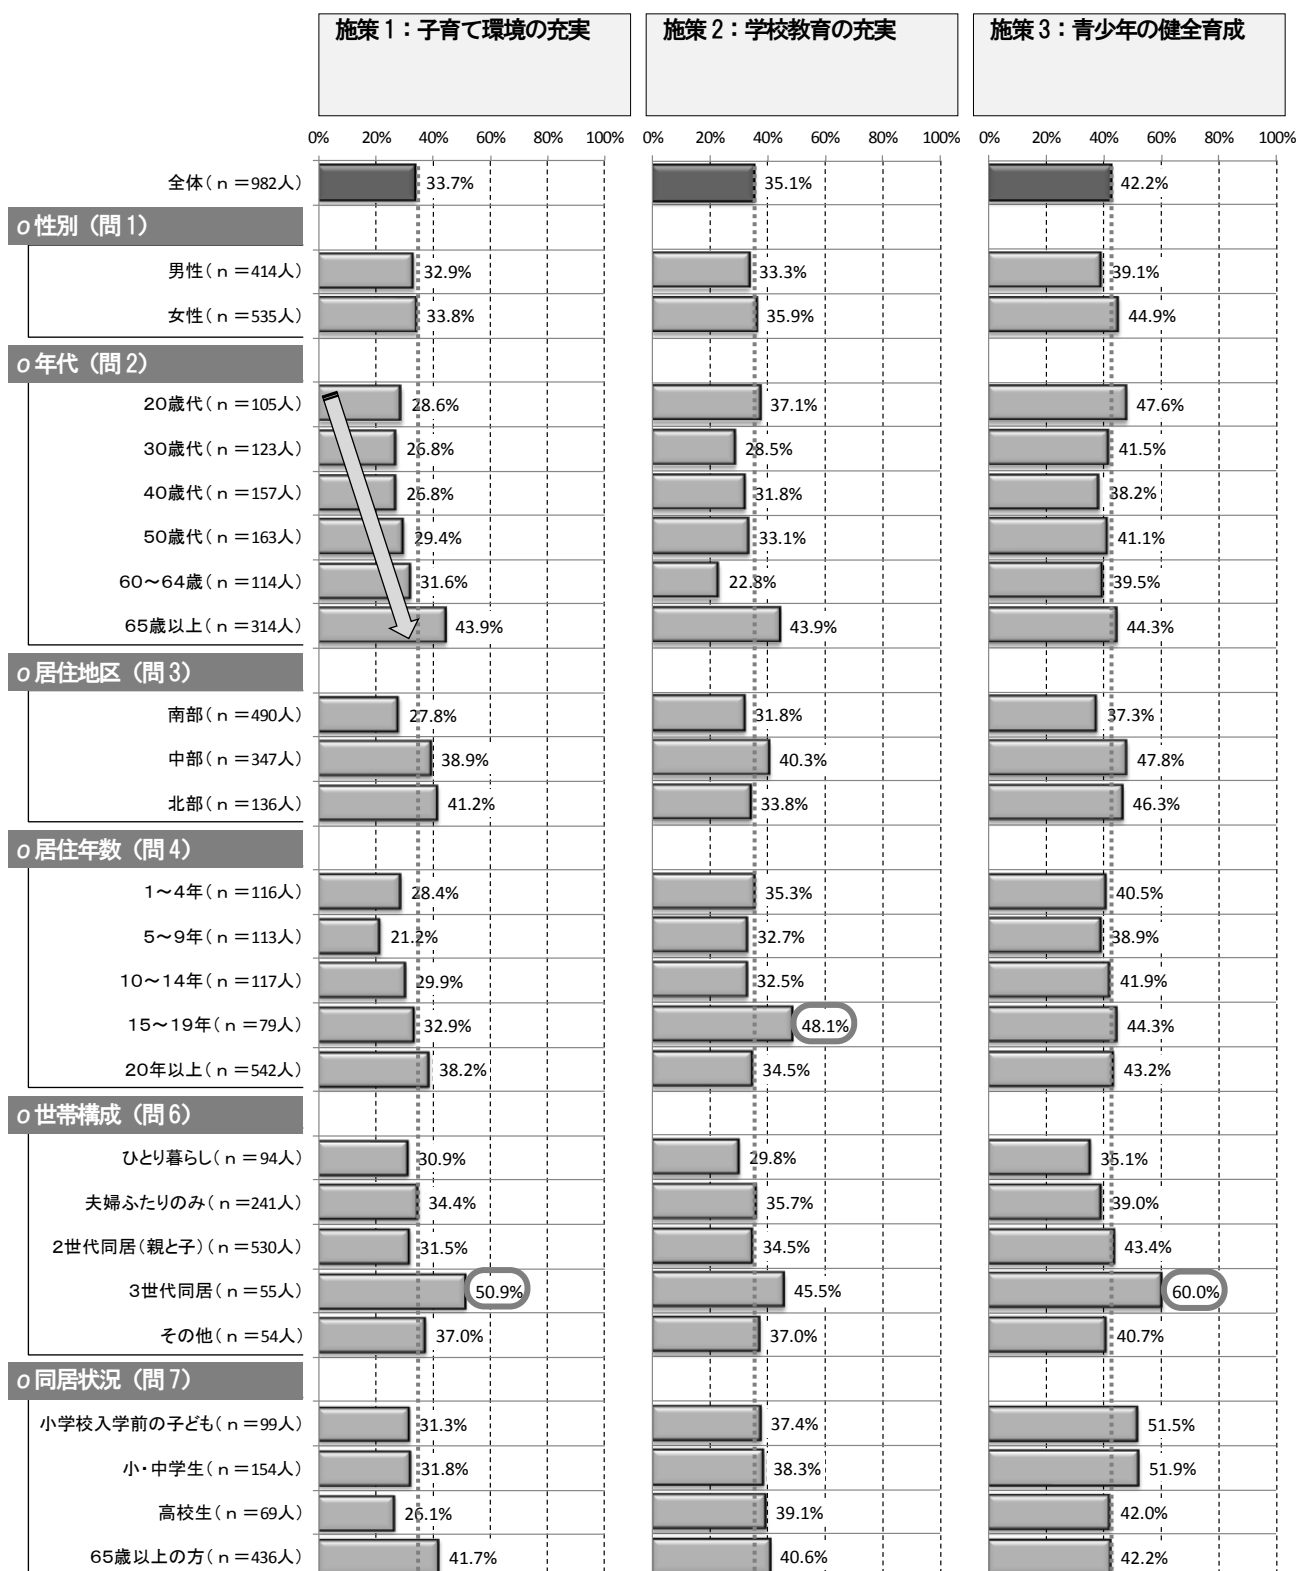 施策1：子育て環境の充実 施策2：学校教育の充実 施策3：青少年の健全育成
0% 20% 40% 60% 80% 100% 0% 20% 40% 60% 80% 100% 0% 20% 40% 60% 80% 100%
全体（ｎ＝982人） 33.7% 35.1% 42.2%
o 性別（問1）
男性（ｎ＝414人） 32.9% 33.3% 39.1%
女性（ｎ＝535人） 33.8% 35.9% 44.9%
o 年代（問2）
20歳代（ｎ＝105人） 28.6% 37.1% 47.6%
30歳代（ｎ＝123人） 26.8% 28.5% 41.5%
40歳代（ｎ＝157人） 26.8% 31.8% 38.2%
50歳代（ｎ＝163人） 29.4% 33.1% 41.1%
60～64歳（ｎ＝114人） 31.6% 22.8% 39.5%
65歳以上（ｎ＝314人） 43.9% 43.9% 44.3%
o 居住地区（問3）
南部（ｎ＝490人） 27.8% 31.8% 37.3%
中部（ｎ＝347人） 38.9% 40.3% 47.8%
北部（ｎ＝136人） 41.2% 33.8% 46.3%
o 居住年数（問4）
1～4年（ｎ＝116人） 28.4% 35.3% 40.5%
5～9年（ｎ＝113人） 21.2% 32.7% 38.9%
10～14年（ｎ＝117人） 29.9% 32.5% 41.9%
15～19年（ｎ＝79人） 32.9% 48.1% 44.3%
20年以上（ｎ＝542人） 38.2% 34.5% 43.2%
o 世帯構成（問6）
ひとり暮らし（ｎ＝94人） 30.9% 29.8% 35.1%
夫婦ふたりのみ（ｎ＝241人） 34.4% 35.7% 39.0%
2世代同居（親と子）（ｎ＝530人） 31.5% 34.5% 43.4%
3世代同居（ｎ＝55人） 50.9% 45.5% 60.0%
その他（ｎ＝54人） 37.0% 37.0% 40.7%
o 同居状況（問7）
小学校入学前の子ども（ｎ＝99人） 31.3% 37.4% 51.5%
小・中学生（ｎ＝154人） 31.8% 38.3% 51.9%
高校生（ｎ＝69人） 26.1% 39.1% 42.0%
65歳以上の方（ｎ＝436人） 41.7% 40.6% 42.2%